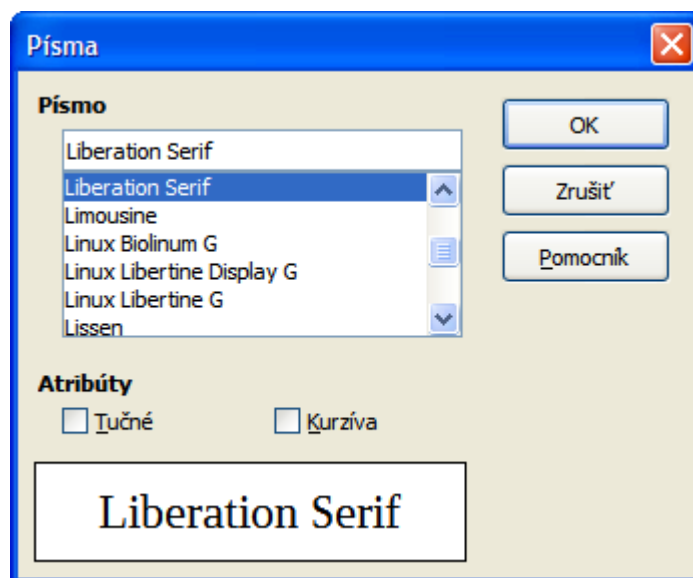 Písma
Písmo
Liberation Serif
Liberation Serif
Limousine
Linux Biolinum G
Linux Libertine Display G
Linux Libertine G
Lissen
OK
Zrušiť
Pomocník
Atribúty
Tučné
Kurzíva
Liberation Serif